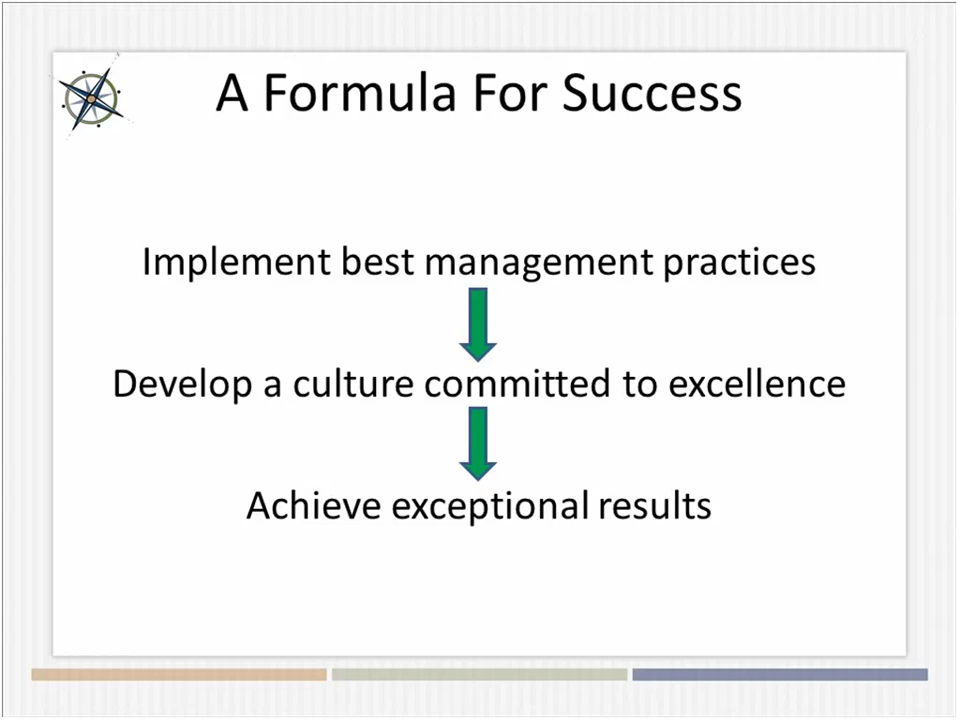 A Formula For Success
Implement best management practices
Develop a culture committed to excellence
Achieve exceptional results